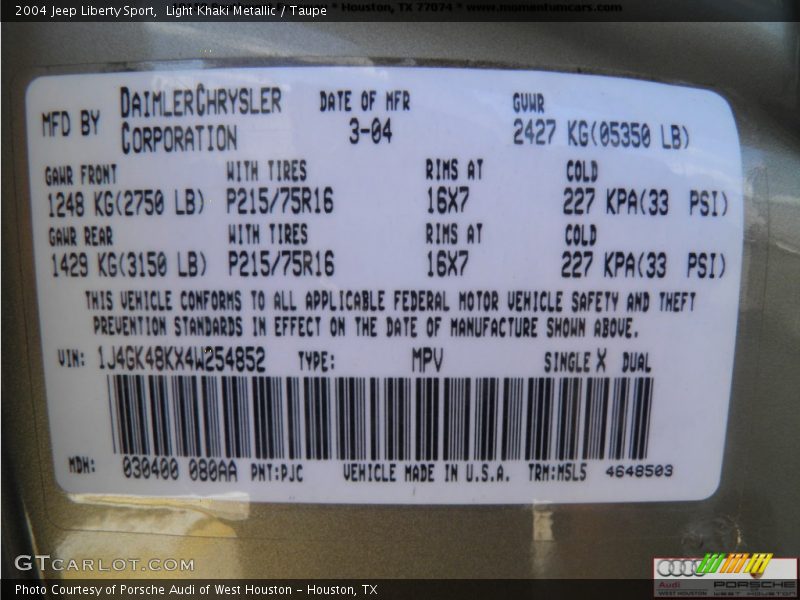 2004 Jeep Liberty Sport, Light Khaki Metallic / Taupe
* Houston, TX 77074 * www.momentumcars.com
MFD BY DAIMLERCHRYSLER CORPORATION DATE OF MFR 3-04 GVWR 2427 KG(05350 LB)
GAWR FRONT WITH TIRES RIMS AT COLD
1248 KG(2750 LB) P215/75R16 16X7 227 KPA(33 PSI)
GAWR REAR WITH TIRES RIMS AT COLD
1429 KG(3150 LB) P215/75R16 16X7 227 KPA(33 PSI)
THIS VEHICLE CONFORMS TO ALL APPLICABLE FEDERAL MOTOR VEHICLE SAFETY AND THEFT
PREVENTION STANDARDS IN EFFECT ON THE DATE OF MANUFACTURE SHOWN ABOVE.
VIN: 1J4GK48KX4W254852 TYPE: MPV SINGLE X DUAL
MDH: 030400 080AA PNT:PJC VEHICLE MADE IN U.S.A. TRM:M5L5 4648503
GTCARLOT.COM
Photo Courtesy of Porsche Audi of West Houston - Houston, TX
Audi PORSCHE
WEST HOUSTON WEST HOUSTON